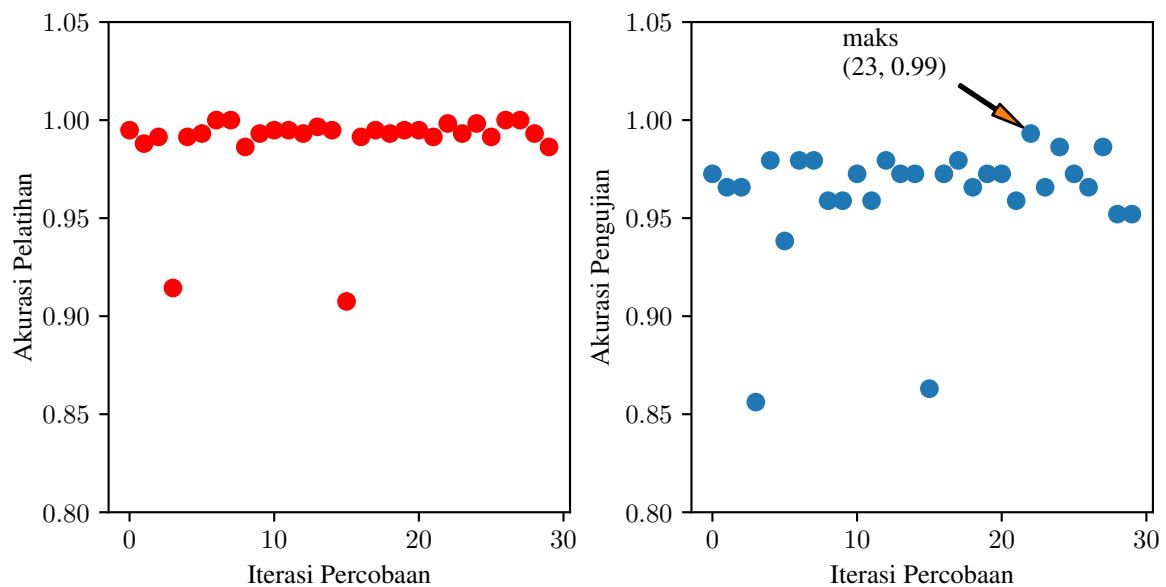 1.05
1.00
0.95
0.90
0.85
0.80
Akurasi Pelatihan
0 10 20 30
Iterasi Percobaan
1.05
1.00
0.95
0.90
0.85
0.80
Akurasi Pengujian
maks
(23, 0.99)
0 10 20 30
Iterasi Percobaan